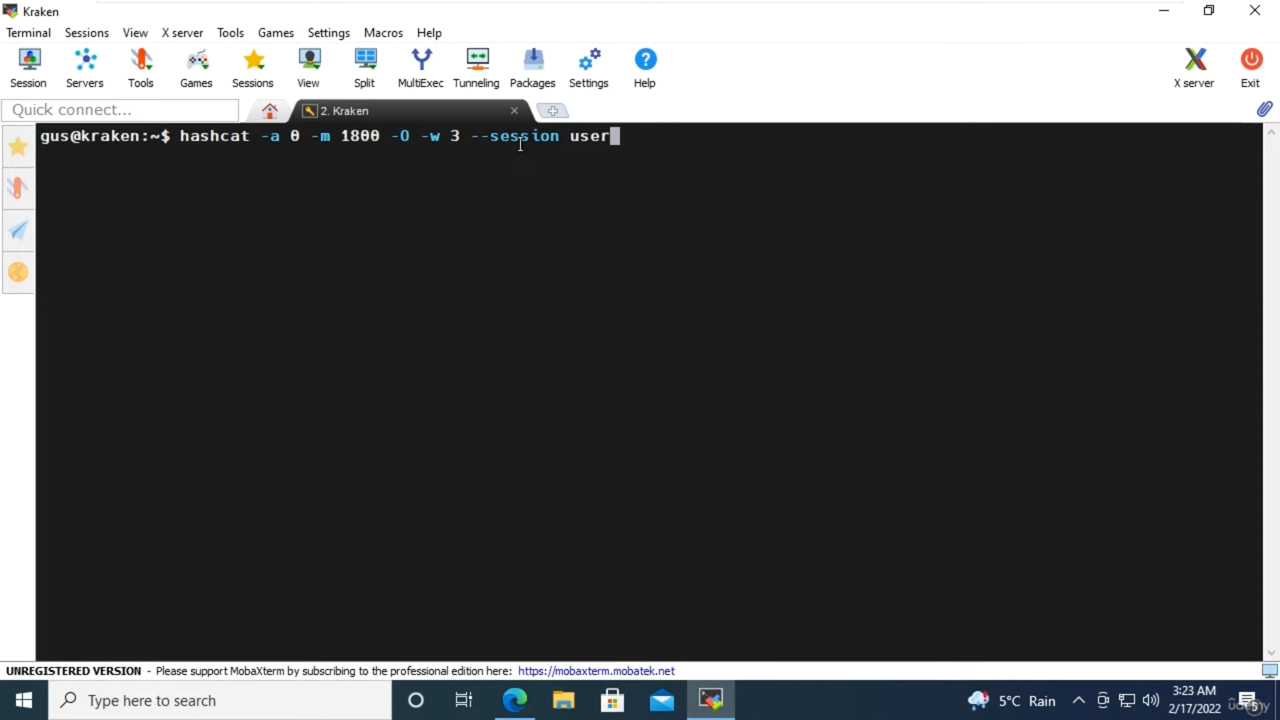 Kraken
Terminal Sessions View X server Tools Games Settings Macros Help
Session Servers Tools Games Sessions View Split MultiExec Tunneling Packages Settings Help X server Exit
Quick connect... 2. Kraken
gus@kraken:~$ hashcat -a 0 -m 1800 -O -w 3 --session user
UNREGISTERED VERSION - Please support MobaXterm by subscribing to the professional edition here: https://mobaxterm.mobatek.net
Type here to search 5°C Rain 3:23 AM
2/17/2022
udemy